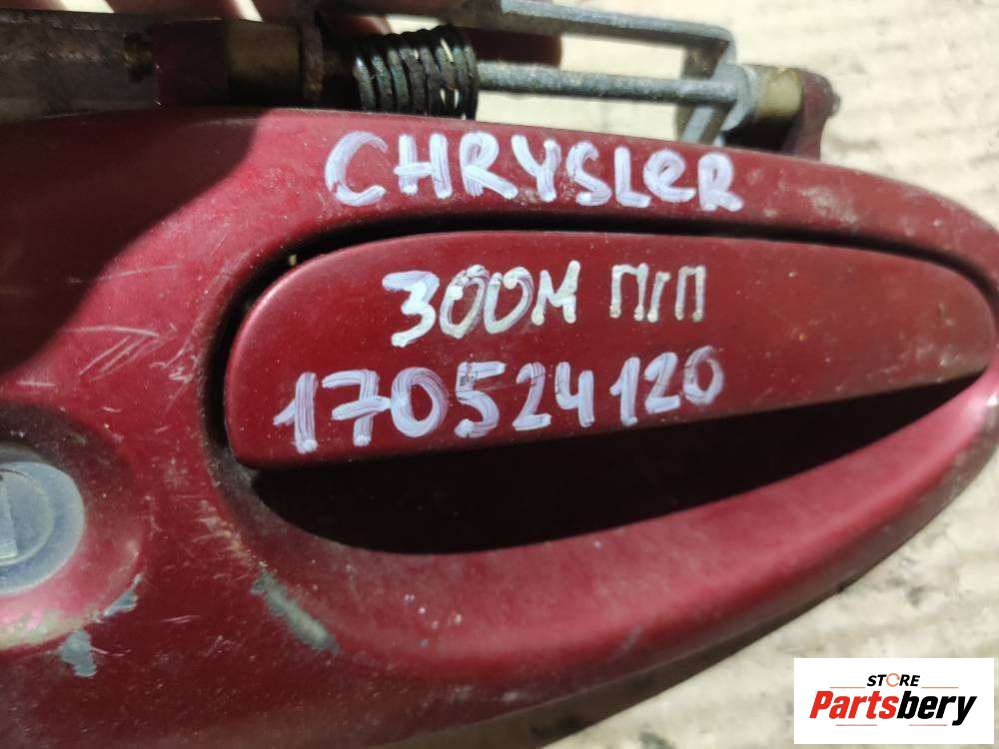 CHRYSLER
300M П/П
170524120
STORE
Partsbery